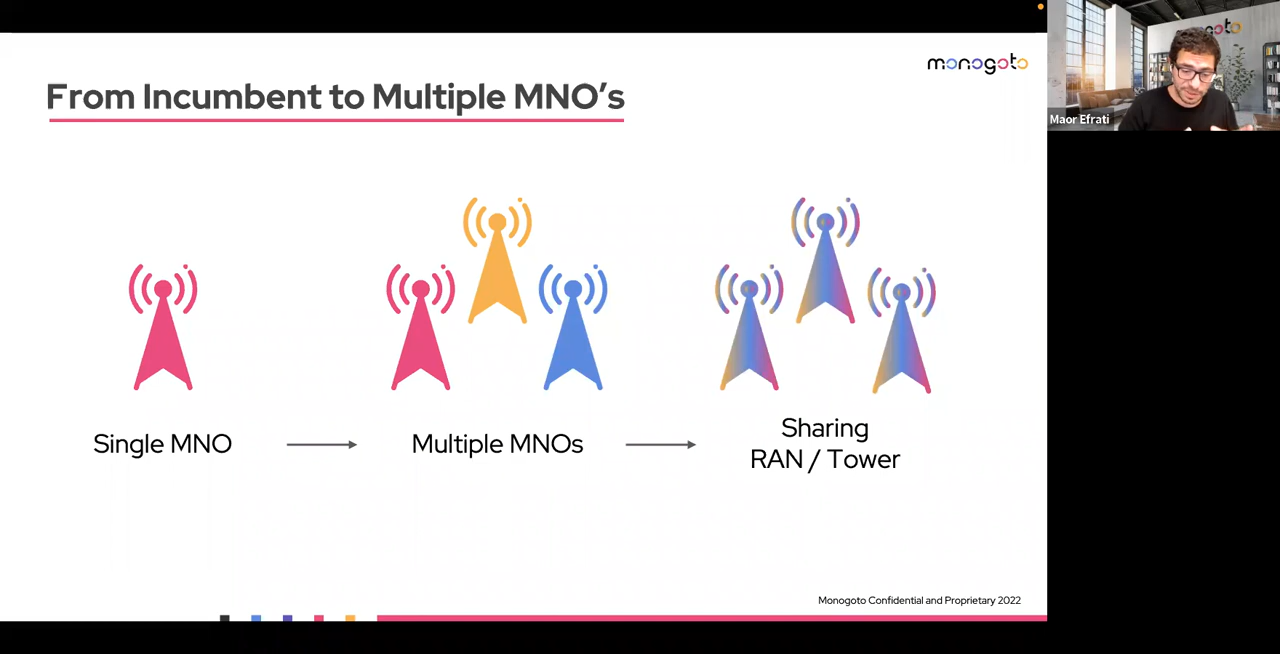 monogoto
From Incumbent to Multiple MNO’s
Maor Efrati
Single MNO
Multiple MNOs
Sharing
RAN / Tower
Monogoto Confidential and Proprietary 2022